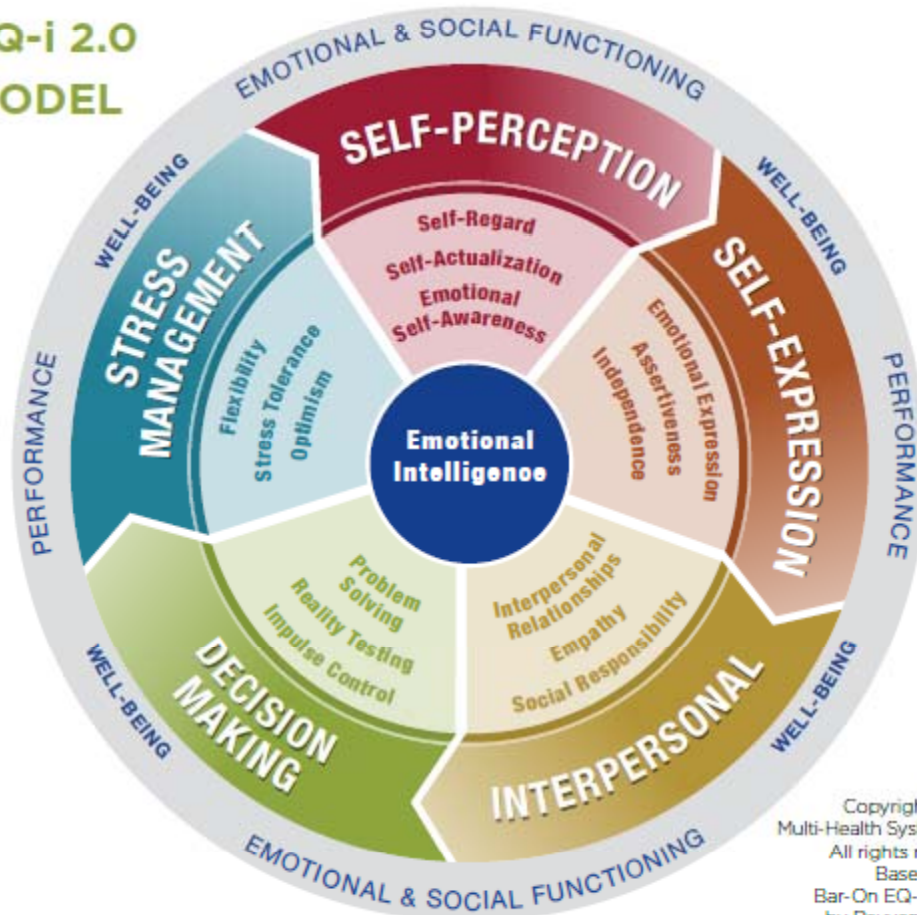 Q-i 2.0
ODEL
EMOTIONAL & SOCIAL FUNCTIONING
WELL-BEING
WELL-BEING
PERFORMANCE
PERFORMANCE
WELL-BEING
WELL-BEING
EMOTIONAL & SOCIAL FUNCTIONING
SELF-PERCEPTION
Self-Regard
Self-Actualization
Emotional
Self-Awareness
SELF-EXPRESSION
Emotional Expression
Assertiveness
Independence
INTERPERSONAL
Interpersonal
Relationships
Empathy
Social Responsibility
DECISION
MAKING
Problem
Solving
Reality Testing
Impulse Control
STRESS
MANAGEMENT
Flexibility
Stress Tolerance
Optimism
Emotional
Intelligence
Copyrigh
Multi-Health Sys
All rights
Base
Bar-On EQ-